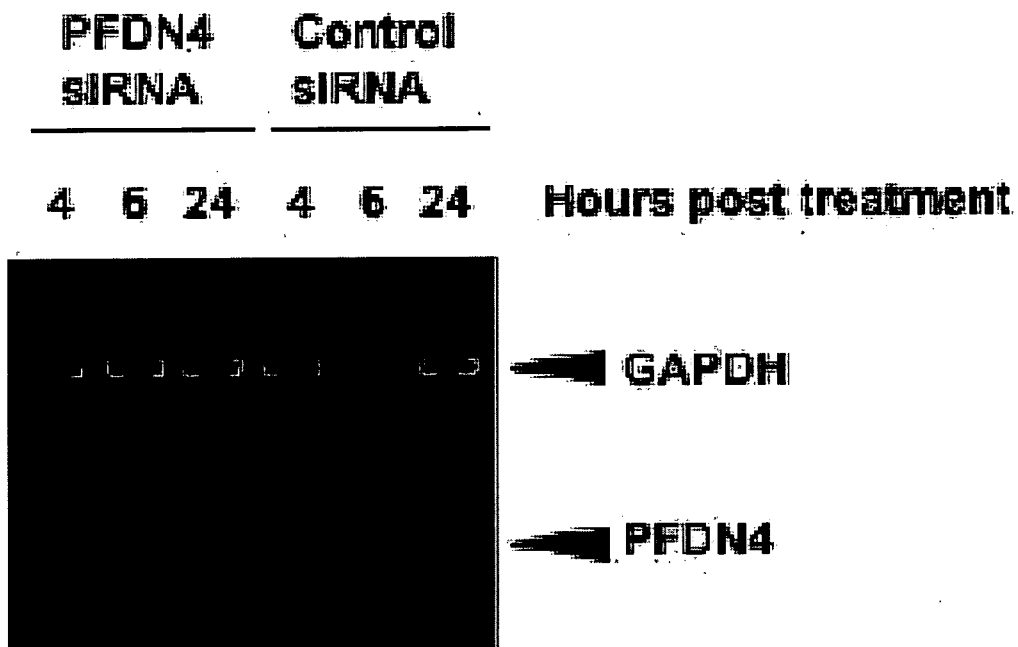 PFDN4 Control
siRNA siRNA
4 6 24 4 6 24 Hours post treatment
GAPDH
PFDN4